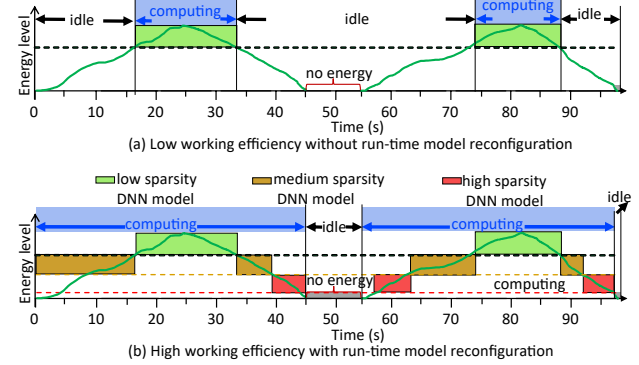 computing computing
idle idle idle
Energy level
no energy
0 10 20 30 40 50 60 70 80 90
Time (s)
(a) Low working efficiency without run-time model reconfiguration
low sparsity medium sparsity high sparsity
DNN model DNN model DNN model
idle
computing idle computing
Energy level
no energy computing
0 10 20 30 40 50 60 70 80 90
Time (s)
(b) High working efficiency with run-time model reconfiguration